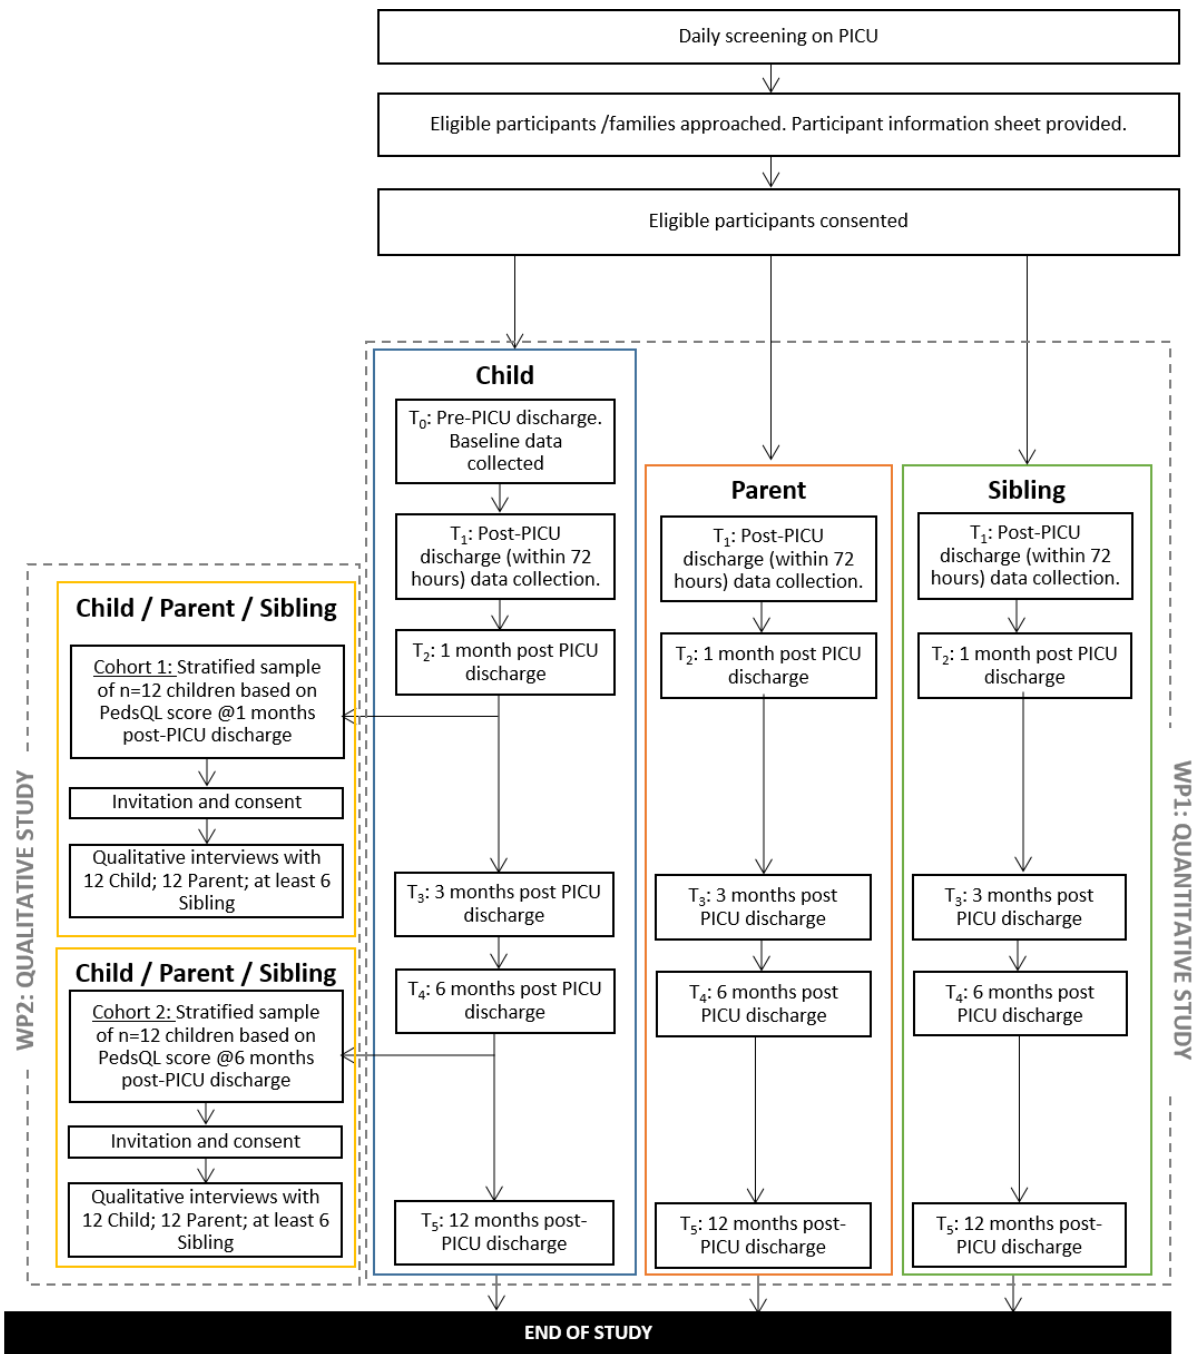 Daily screening on PICU
Eligible participants /families approached. Participant information sheet provided.
Eligible participants consented
Child
T₀: Pre-PICU discharge.
Baseline data
collected
T₁: Post-PICU
discharge (within 72
hours) data collection.
T₂: 1 month post PICU
discharge
T₃: 3 months post PICU
discharge
T₄: 6 months post PICU
discharge
T₅: 12 months post-
PICU discharge
Parent
T₁: Post-PICU
discharge (within 72
hours) data collection.
T₂: 1 month post PICU
discharge
T₃: 3 months post
PICU discharge
T₄: 6 months post
PICU discharge
T₅: 12 months post-
PICU discharge
Sibling
T₁: Post-PICU
discharge (within 72
hours) data collection.
T₂: 1 month post PICU
discharge
T₃: 3 months post
PICU discharge
T₄: 6 months post
PICU discharge
T₅: 12 months post-
PICU discharge
WP1: QUANTITATIVE STUDY
WP2: QUALITATIVE STUDY
Child / Parent / Sibling
Cohort 1: Stratified sample
of n=12 children based on
PedsQL score @1 months
post-PICU discharge
Invitation and consent
Qualitative interviews with
12 Child; 12 Parent; at least 6
Sibling
Child / Parent / Sibling
Cohort 2: Stratified sample
of n=12 children based on
PedsQL score @6 months
post-PICU discharge
Invitation and consent
Qualitative interviews with
12 Child; 12 Parent; at least 6
Sibling
END OF STUDY